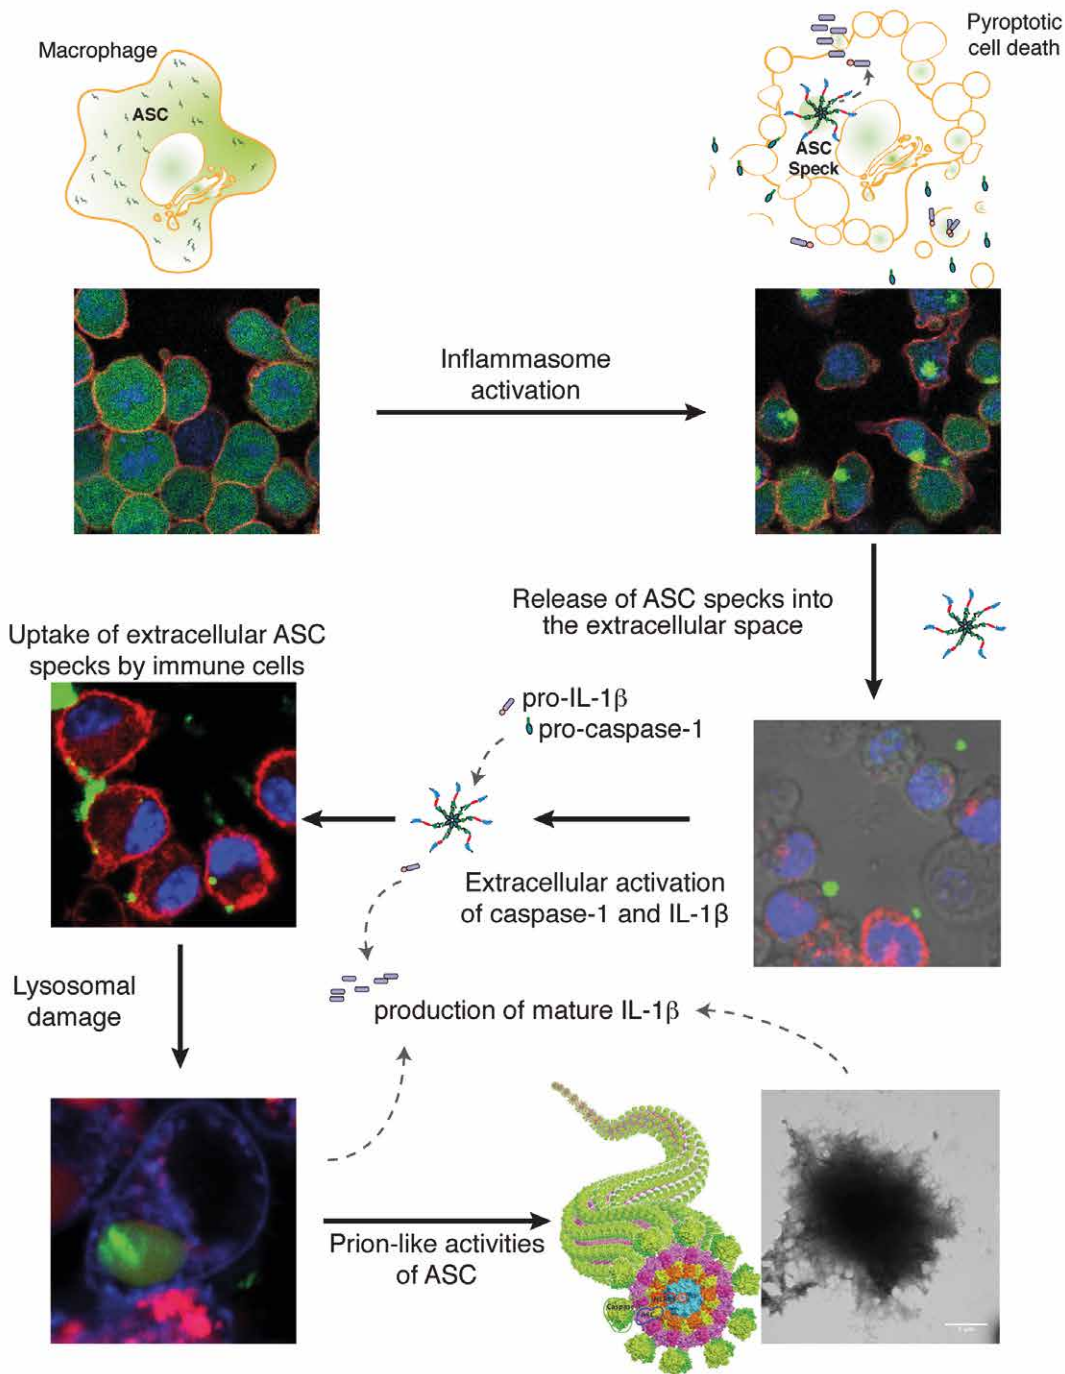 Macrophage
ASC
Pyroptotic
cell death
ASC
Speck
Inflammasome
activation
Release of ASC specks into
the extracellular space
Uptake of extracellular ASC
specks by immune cells
pro-IL-1β
pro-caspase-1
Extracellular activation
of caspase-1 and IL-1β
Lysosomal
damage
production of mature IL-1β
Prion-like activities
of ASC
Caspase